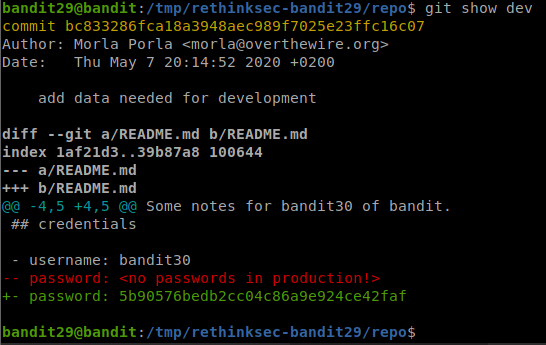 bandit29@bandit:/tmp/rethinksec-bandit29/repo$ git show dev
commit bc833286fca18a3948aec989f7025e23ffc16c07
Author: Morla Porla <morla@overthewire.org>
Date:   Thu May 7 20:14:52 2020 +0200

    add data needed for development

diff --git a/README.md b/README.md
index 1af21d3..39b87a8 100644
--- a/README.md
+++ b/README.md
@@ -4,5 +4,5 @@ Some notes for bandit30 of bandit.
 ## credentials

 - username: bandit30
-- password: <no passwords in production!>
+- password: 5b90576bedb2cc04c86a9e924ce42faf

bandit29@bandit:/tmp/rethinksec-bandit29/repo$